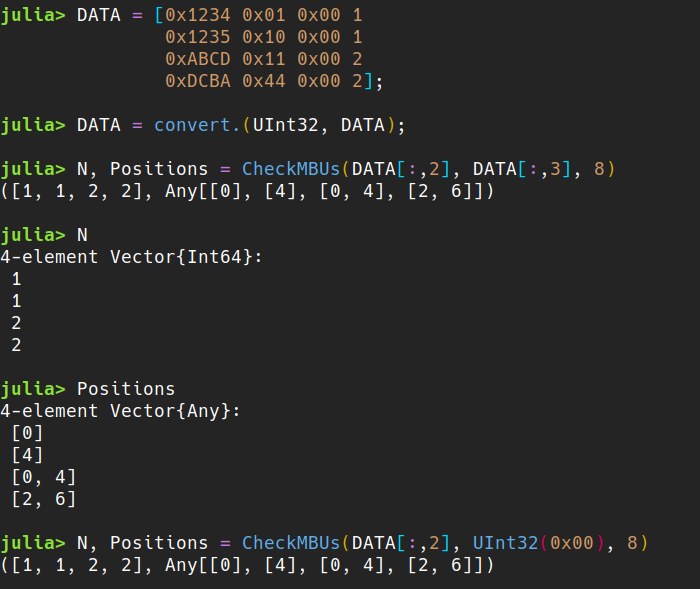 julia> DATA = [0x1234 0x01 0x00 1
0x1235 0x10 0x00 1
0xABCD 0x11 0x00 2
0xDCBA 0x44 0x00 2];
julia> DATA = convert.(UInt32, DATA);
julia> N, Positions = CheckMBUs(DATA[:,2], DATA[:,3], 8)
([1, 1, 2, 2], Any[[0], [4], [0, 4], [2, 6]])
julia> N
4-element Vector{Int64}:
1
1
2
2
julia> Positions
4-element Vector{Any}:
[0]
[4]
[0, 4]
[2, 6]
julia> N, Positions = CheckMBUs(DATA[:,2], UInt32(0x00), 8)
([1, 1, 2, 2], Any[[0], [4], [0, 4], [2, 6]])